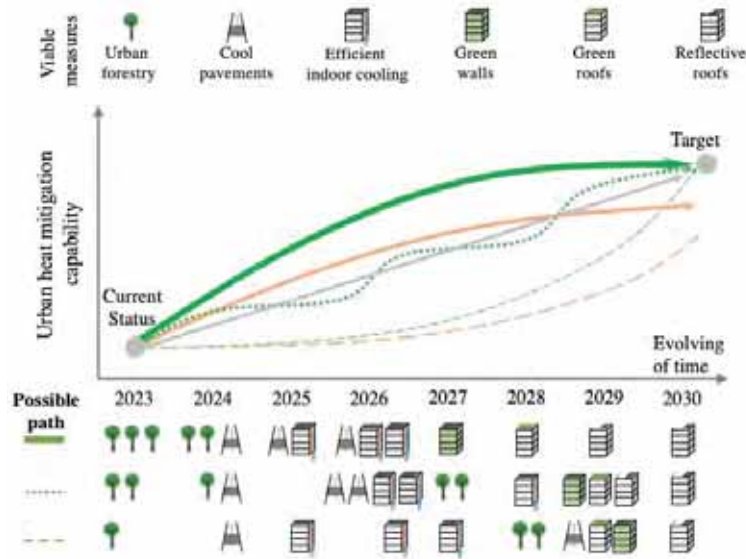 Viable
measures
Urban
forestry
Cool
pavements
Efficient
indoor cooling
Green
walls
Green
roofs
Reflective
roofs
Urban heat mitigation
capability
Target
Current
Status
Evolving
of time
Possible
path
2023 2024 2025 2026 2027 2028 2029 2030